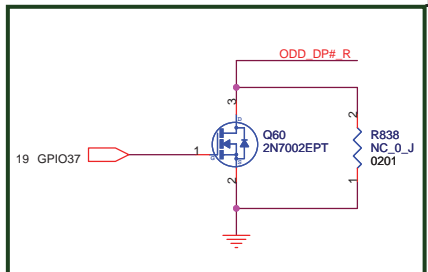 ODD_DP#_R
3
D
2
1
G
Q60
2N7002EPT
R838
NC_0_J
0201
19 GPIO37
S
2
1